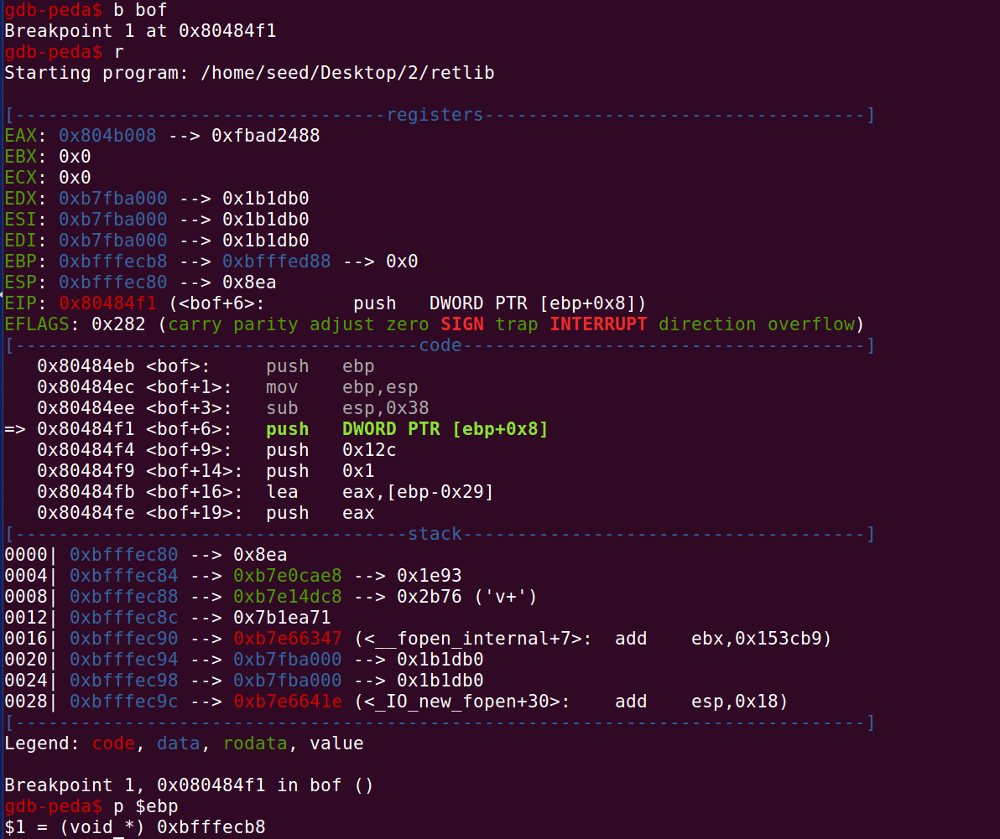 gdb-peda$ b bof
Breakpoint 1 at 0x80484f1
gdb-peda$ r
Starting program: /home/seed/Desktop/2/retlib
[----------------------------------registers-----------------------------------]
EAX: 0x804b008 --> 0xfbad2488
EBX: 0x0
ECX: 0x0
EDX: 0xb7fba000 --> 0x1b1db0
ESI: 0xb7fba000 --> 0x1b1db0
EDI: 0xb7fba000 --> 0x1b1db0
EBP: 0xbfffecb8 --> 0xbfffed88 --> 0x0
ESP: 0xbfffec80 --> 0x8ea
EIP: 0x80484f1 (<bof+6>:        push   DWORD PTR [ebp+0x8])
EFLAGS: 0x282 (carry parity adjust zero SIGN trap INTERRUPT direction overflow)
[-------------------------------------code-------------------------------------]
   0x80484eb <bof>:     push   ebp
   0x80484ec <bof+1>:   mov    ebp,esp
   0x80484ee <bof+3>:   sub    esp,0x38
=> 0x80484f1 <bof+6>:   push   DWORD PTR [ebp+0x8]
   0x80484f4 <bof+9>:   push   0x12c
   0x80484f9 <bof+14>:  push   0x1
   0x80484fb <bof+16>:  lea    eax,[ebp-0x29]
   0x80484fe <bof+19>:  push   eax
[------------------------------------stack-------------------------------------]
0000| 0xbfffec80 --> 0x8ea
0004| 0xbfffec84 --> 0xb7e0cae8 --> 0x1e93
0008| 0xbfffec88 --> 0xb7e14dc8 --> 0x2b76 ('v+')
0012| 0xbfffec8c --> 0x7b1ea71
0016| 0xbfffec90 --> 0xb7e66347 (<__fopen_internal+7>:  add    ebx,0x153cb9)
0020| 0xbfffec94 --> 0xb7fba000 --> 0x1b1db0
0024| 0xbfffec98 --> 0xb7fba000 --> 0x1b1db0
0028| 0xbfffec9c --> 0xb7e6641e (<_IO_new_fopen+30>:    add    esp,0x18)
[------------------------------------------------------------------------------]
Legend: code, data, rodata, value
Breakpoint 1, 0x080484f1 in bof ()
gdb-peda$ p $ebp
$1 = (void *) 0xbfffecb8